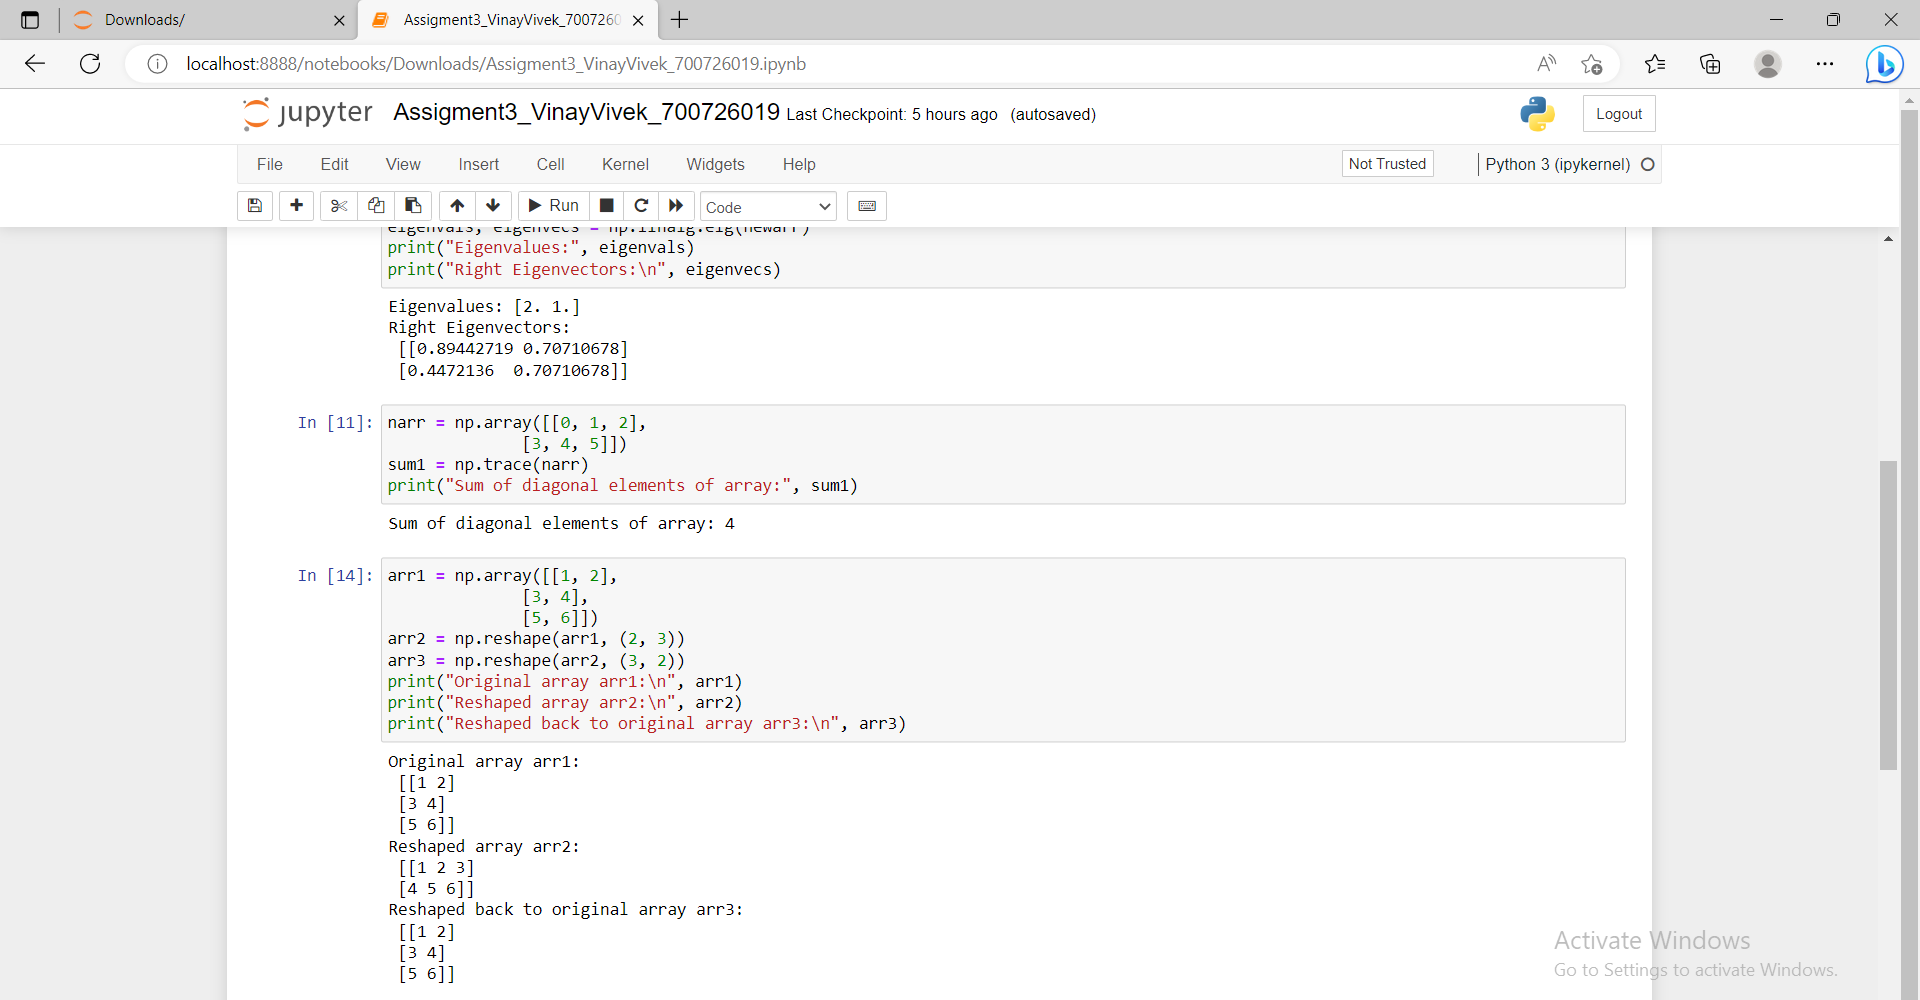 Downloads/
Assigment3_VinayVivek_700726
localhost:8888/notebooks/Downloads/Assigment3_VinayVivek_700726019.ipynb
jupyter Assigment3_VinayVivek_700726019 Last Checkpoint: 5 hours ago (autosaved)
Logout
File Edit View Insert Cell Kernel Widgets Help
Not Trusted
Python 3 (ipykernel)
Run
Code
eigenvals, eigenvecs = np.linalg.eig(newarr)
print("Eigenvalues:", eigenvals)
print("Right Eigenvectors:\n", eigenvecs)
Eigenvalues: [2. 1.]
Right Eigenvectors:
[[0.89442719 0.70710678]
[0.4472136  0.70710678]]
In [11]: narr = np.array([[0, 1, 2],
[3, 4, 5]])
sum1 = np.trace(narr)
print("Sum of diagonal elements of array:", sum1)
Sum of diagonal elements of array: 4
In [14]: arr1 = np.array([[1, 2],
[3, 4],
[5, 6]])
arr2 = np.reshape(arr1, (2, 3))
arr3 = np.reshape(arr2, (3, 2))
print("Original array arr1:\n", arr1)
print("Reshaped array arr2:\n", arr2)
print("Reshaped back to original array arr3:\n", arr3)
Original array arr1:
[[1 2]
[3 4]
[5 6]]
Reshaped array arr2:
[[1 2 3]
[4 5 6]]
Reshaped back to original array arr3:
[[1 2]
[3 4]
[5 6]]
Activate Windows
Go to Settings to activate Windows.